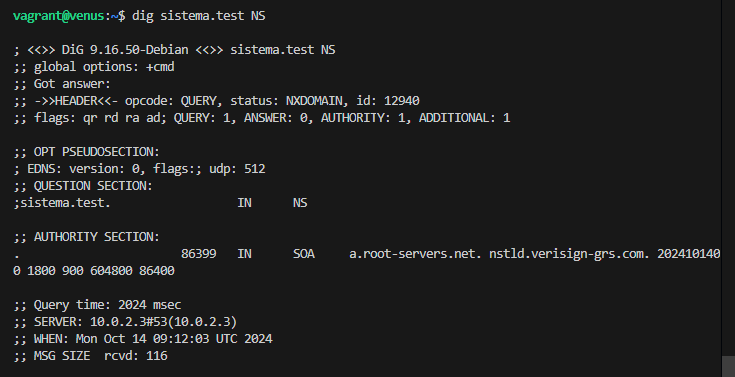 vagrant@venus:~$ dig sistema.test NS
; <<>> DiG 9.16.50-Debian <<>> sistema.test NS
;; global options: +cmd
;; Got answer:
;; ->>HEADER<<- opcode: QUERY, status: NXDOMAIN, id: 12940
;; flags: qr rd ra ad; QUERY: 1, ANSWER: 0, AUTHORITY: 1, ADDITIONAL: 1
;; OPT PSEUDOSECTION:
; EDNS: version: 0, flags:; udp: 512
;; QUESTION SECTION:
;sistema.test. IN NS
;; AUTHORITY SECTION:
. 86399 IN SOA a.root-servers.net. nstld.verisign-grs.com. 202410140
0 1800 900 604800 86400
;; Query time: 2024 msec
;; SERVER: 10.0.2.3#53(10.0.2.3)
;; WHEN: Mon Oct 14 09:12:03 UTC 2024
;; MSG SIZE rcvd: 116